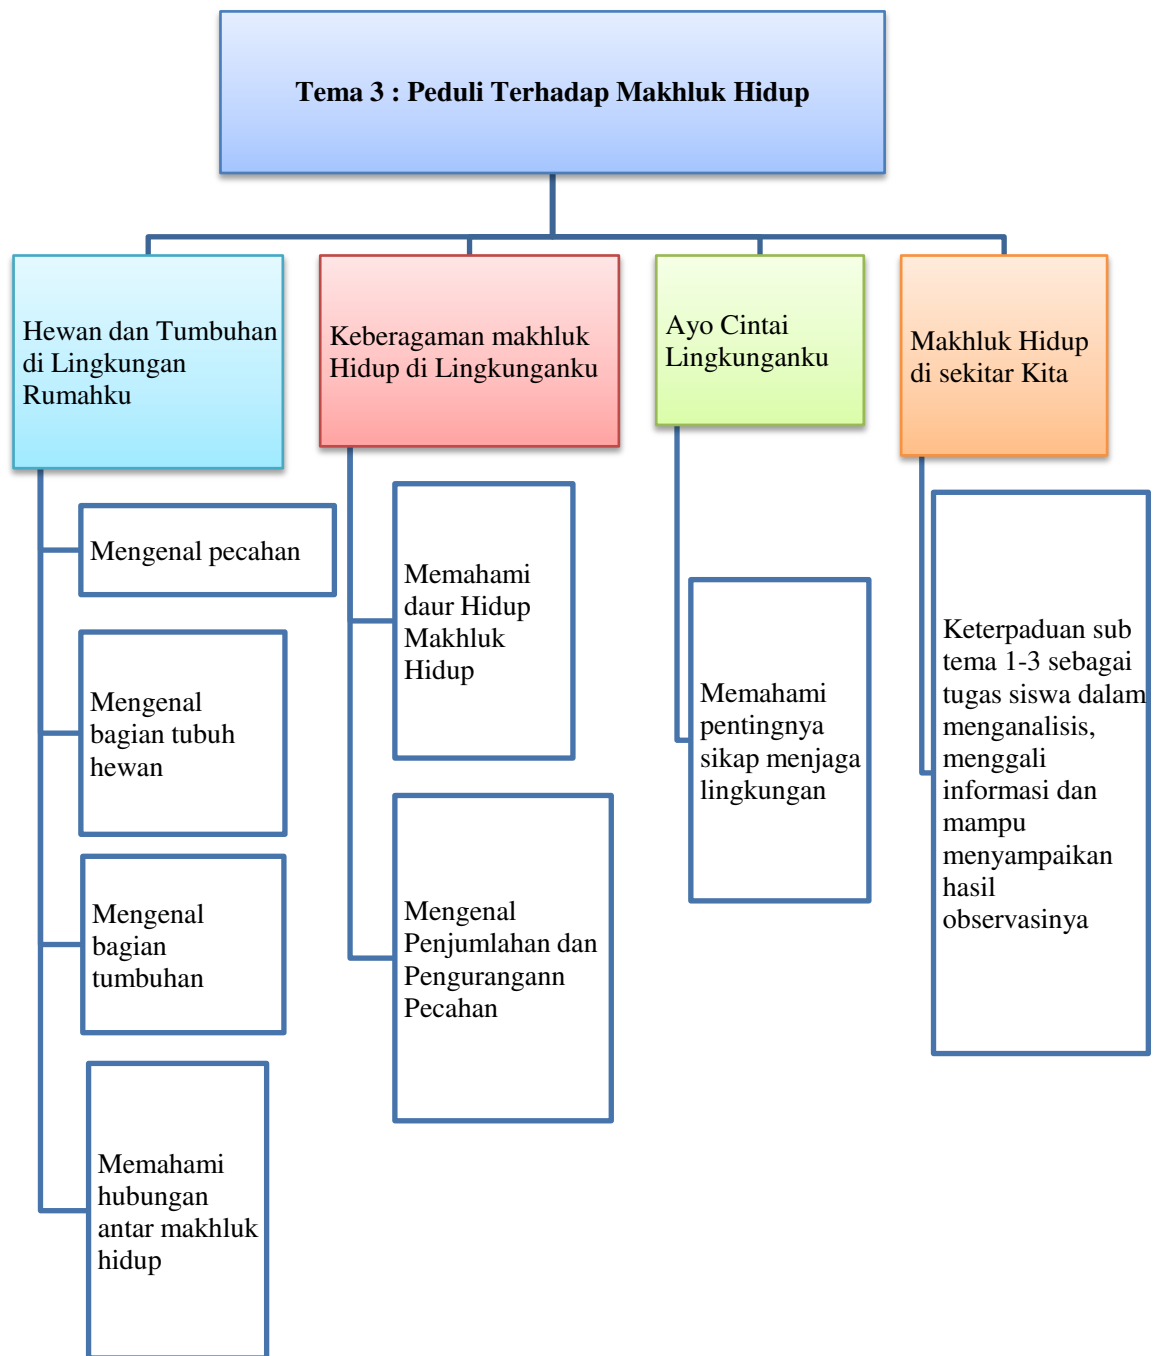 Tema 3 : Peduli Terhadap Makhluk Hidup
Hewan dan Tumbuhan
di Lingkungan
Rumahku
Mengenal pecahan
Mengenal
bagian tubuh
hewan
Mengenal
bagian
tumbuhan
Memahami
hubungan
antar makhluk
hidup
Keberagaman makhluk
Hidup di Lingkunganku
Memahami
daur Hidup
Makhluk
Hidup
Mengenal
Penjumlahan dan
Pengurangann
Pecahan
Ayo Cintai
Lingkunganku
Memahami
pentingnya
sikap menjaga
lingkungan
Makhluk Hidup
di sekitar Kita
Keterpaduan sub
tema 1-3 sebagai
tugas siswa dalam
menganalisis,
menggali
informasi dan
mampu
menyampaikan
hasil
observasinya